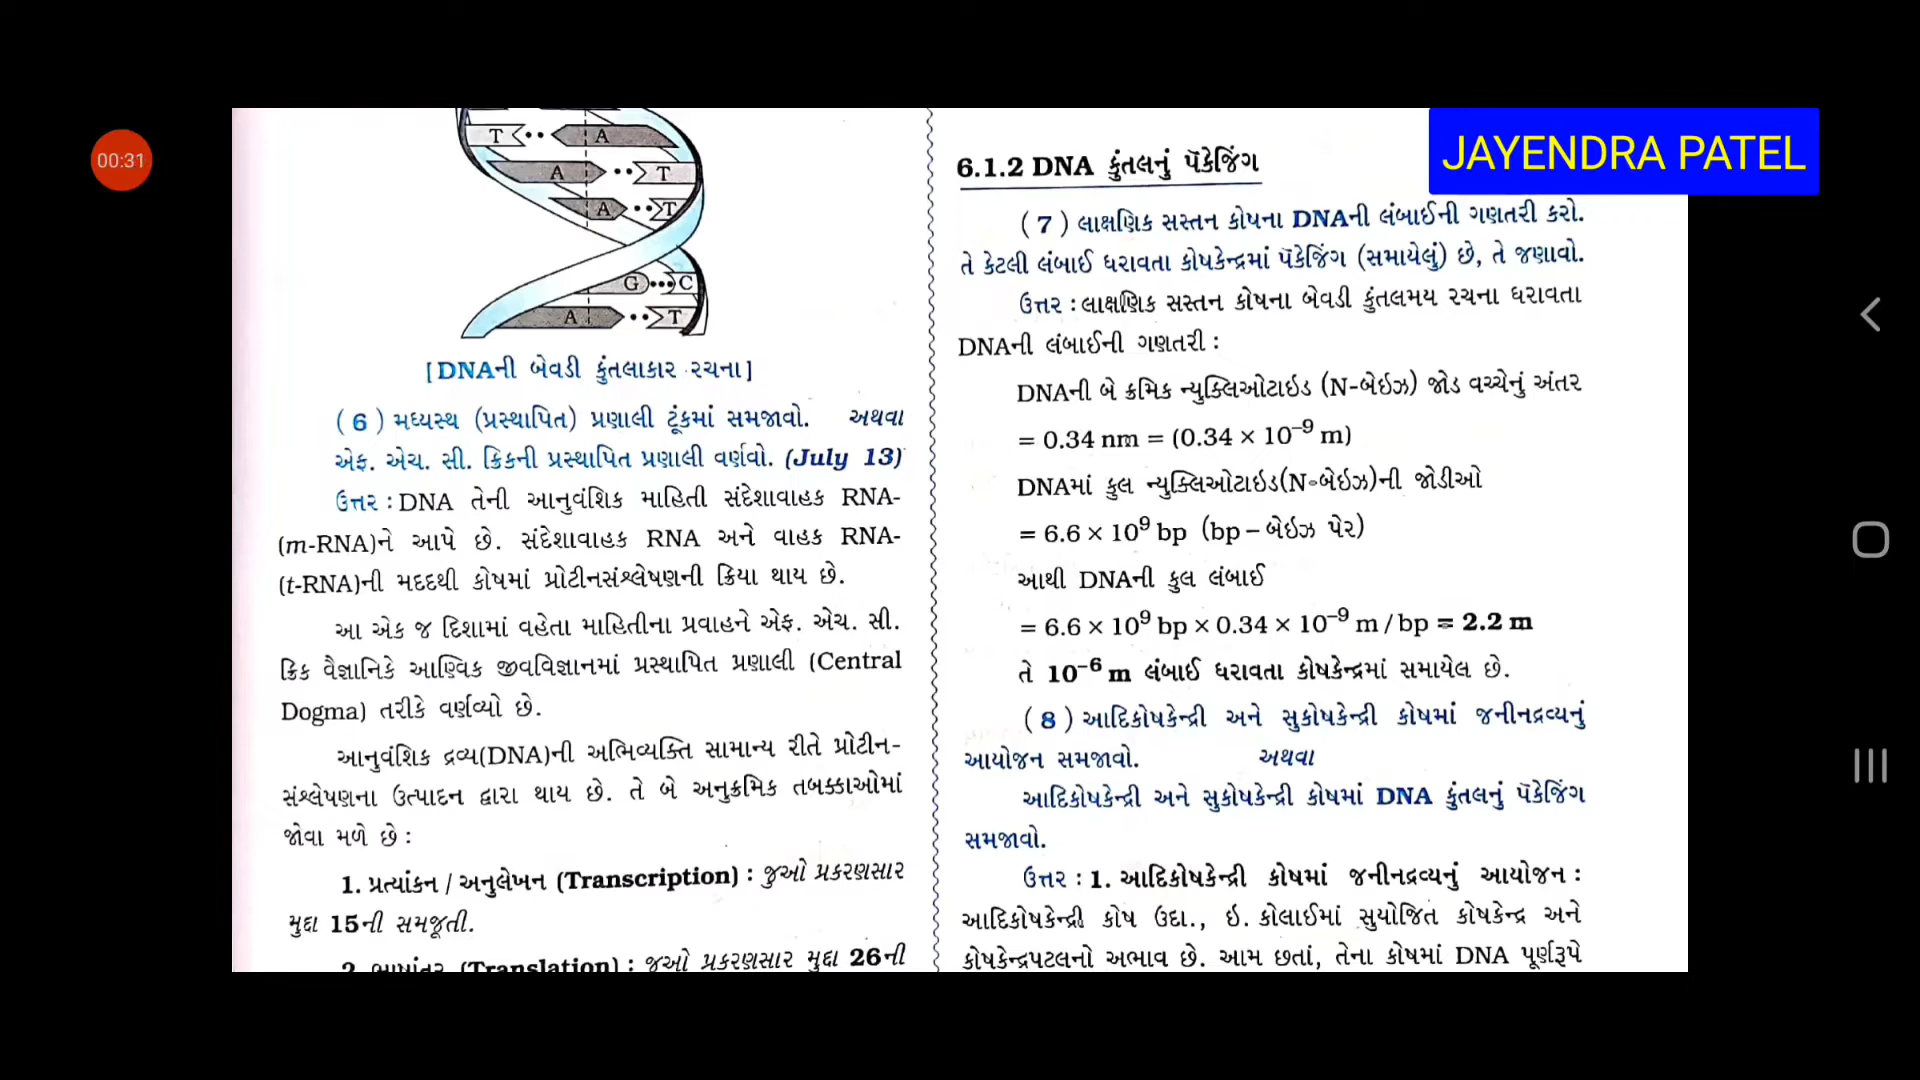 00:31
JAYENDRA PATEL
T A
A T
A T
G C
A T
[DNAની બેવડી કુંતલાકાર રચના]
(6) મધ્યસ્થ (પ્રસ્થાપિત) પ્રણાલી ટૂંકમાં સમજાવો. અથવા
એફ. એચ. સી. ક્રિકની પ્રસ્થાપિત પ્રણાલી વર્ણવો. (July 13)
ઉત્તર : DNA તેની આનુવંશિક માહિતી સંદેશાવાહક RNA-
(m-RNA)ને આપે છે. સંદેશાવાહક RNA અને વાહક RNA-
(t-RNA)ની મદદથી કોષમાં પ્રોટીનસંશ્લેષણની ક્રિયા થાય છે.
આ એક જ દિશામાં વહેતા માહિતીના પ્રવાહને એફ. એચ. સી.
ક્રિક વૈજ્ઞાનિકે આણ્વિક જીવવિજ્ઞાનમાં પ્રસ્થાપિત પ્રણાલી (Central
Dogma) તરીકે વર્ણવ્યો છે.
આનુવંશિક દ્રવ્ય(DNA)ની અભિવ્યક્તિ સામાન્ય રીતે પ્રોટીન-
સંશ્લેષણના ઉત્પાદન દ્વારા થાય છે. તે બે અનુક્રમિક તબક્કાઓમાં
જોવા મળે છે :
1. પ્રત્યાંકન / અનુલેખન (Transcription) : જુઓ પ્રકરણસાર
મુદ્દા 15ની સમજૂતી.
2. ભાષાંતર (Translation) : જુઓ પ્રકરણસાર મુદ્દા 26ની
6.1.2 DNA કુંતલનું પૅકેજિંગ
(7) લાક્ષણિક સસ્તન કોષના DNAની લંબાઈની ગણતરી કરો.
તે કેટલી લંબાઈ ધરાવતા કોષકેન્દ્રમાં પૅકેજિંગ (સમાયેલું) છે, તે જણાવો.
ઉત્તર : લાક્ષણિક સસ્તન કોષના બેવડી કુંતલમય રચના ધરાવતા
DNAની લંબાઈની ગણતરી :
DNAની બે ક્રમિક ન્યુક્લિઓટાઇડ (N-બેઇઝ) જોડ વચ્ચેનું અંતર
= 0.34 nm = (0.34 × 10⁻⁹ m)
DNAમાં કુલ ન્યુક્લિઓટાઇડ(N-બેઇઝ)ની જોડીઓ
= 6.6 × 10⁹ bp (bp – બેઇઝ પેર)
આથી DNAની કુલ લંબાઈ
= 6.6 × 10⁹ bp × 0.34 × 10⁻⁹ m / bp = 2.2 m
તે 10⁻⁶ m લંબાઈ ધરાવતા કોષકેન્દ્રમાં સમાયેલ છે.
(8) આદિકોષકેન્દ્રી અને સુકોષકેન્દ્રી કોષમાં જનીનદ્રવ્યનું
આયોજન સમજાવો. અથવા
આદિકોષકેન્દ્રી અને સુકોષકેન્દ્રી કોષમાં DNA કુંતલનું પૅકેજિંગ
સમજાવો.
ઉત્તર : 1. આદિકોષકેન્દ્રી કોષમાં જનીનદ્રવ્યનું આયોજન :
આદિકોષકેન્દ્રી કોષ ઉદા., ઇ. કોલાઈમાં સુયોજિત કોષકેન્દ્ર અને
કોષકેન્દ્રપટલનો અભાવ છે. આમ છતાં, તેના કોષમાં DNA પૂર્ણરૂપે